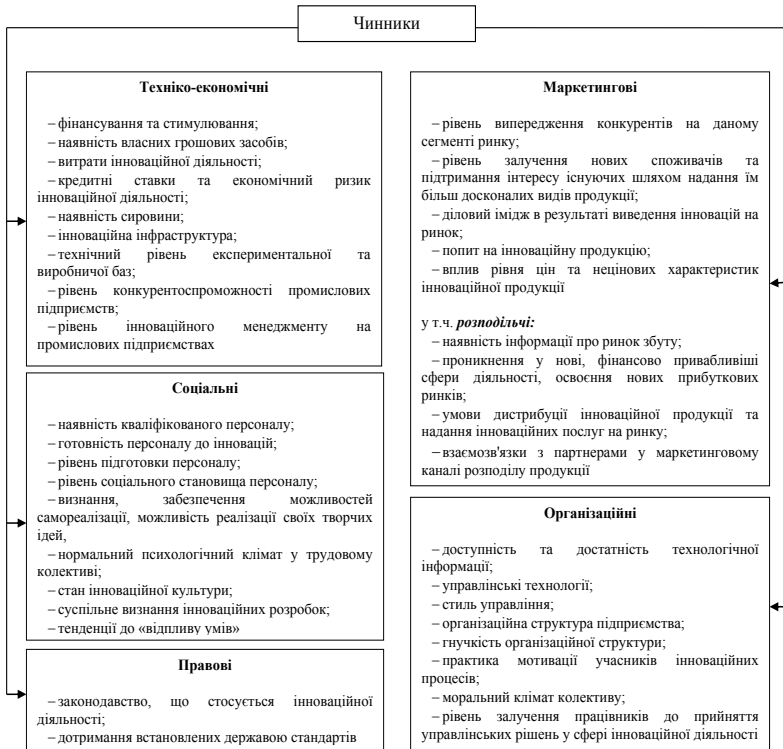 Чинники
Техніко-економічні
– фінансування та стимулювання;
– наявність власних грошових засобів;
– витрати інноваційної діяльності;
– кредитні ставки та економічний ризик
інноваційної діяльності;
– наявність сировини;
– інноваційна інфраструктура;
– технічний рівень експериментальної та
виробничої баз;
– рівень конкурентоспроможності промислових
підприємств;
– рівень інноваційного менеджменту на
промислових підприємствах
Соціальні
– наявність кваліфікованого персоналу;
– готовність персоналу до інновацій;
– рівень підготовки персоналу;
– рівень соціального становища персоналу;
– визнання, забезпечення можливостей
самореалізації, можливість реалізації своїх творчих
ідей,
– нормальний психологічний клімат у трудовому
колективі;
– стан інноваційної культури;
– суспільне визнання інноваційних розробок;
– тенденції до «відпливу умів»
Правові
– законодавство, що стосується інноваційної
діяльності;
– дотримання встановлених державою стандартів
Маркетингові
– рівень випередження конкурентів на даному
сегменті ринку;
– рівень залучення нових споживачів та
підтримання інтересу існуючих шляхом надання їм
більш досконалих видів продукції;
– діловий імідж в результаті виведення інновацій на
ринок;
– попит на інноваційну продукцію;
– вплив рівня цін та нецінових характеристик
інноваційної продукції
у т.ч. розподільчі:
– наявність інформації про ринок збуту;
– проникнення у нові, фінансово привабливіші
сфери діяльності, освоєння нових прибуткових
ринків;
– умови дистрибуції інноваційної продукції та
надання інноваційних послуг на ринку;
– взаємозв'язки з партнерами у маркетинговому
каналі розподілу продукції
Організаційні
– доступність та достатність технологічної
інформації;
– управлінські технології;
– стиль управління;
– організаційна структура підприємства;
– гнучкість організаційної структури;
– практика мотивації учасників інноваційних
процесів;
– моральний клімат колективу;
– рівень залучення працівників до прийняття
управлінських рішень у сфері інноваційної діяльності